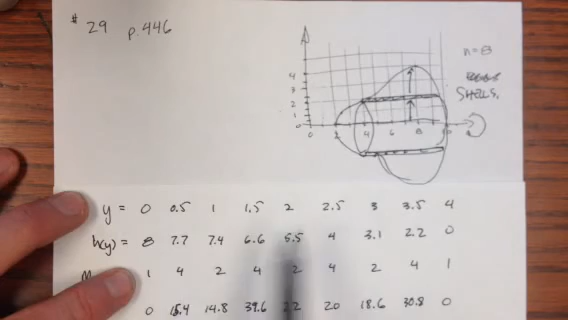 # 29 p.446
n=8
SHELLS.
4
3
2
1
0
0 2 4 6 8 10
y = 0 0.5 1 1.5 2 2.5 3 3.5 4
h(y) = 8 7.7 7.4 6.6 5.5 4 3.1 2.2 0
1 4 2 4 2 4 2 4 1
0 15.4 14.8 39.6 22 20 18.6 30.8 0